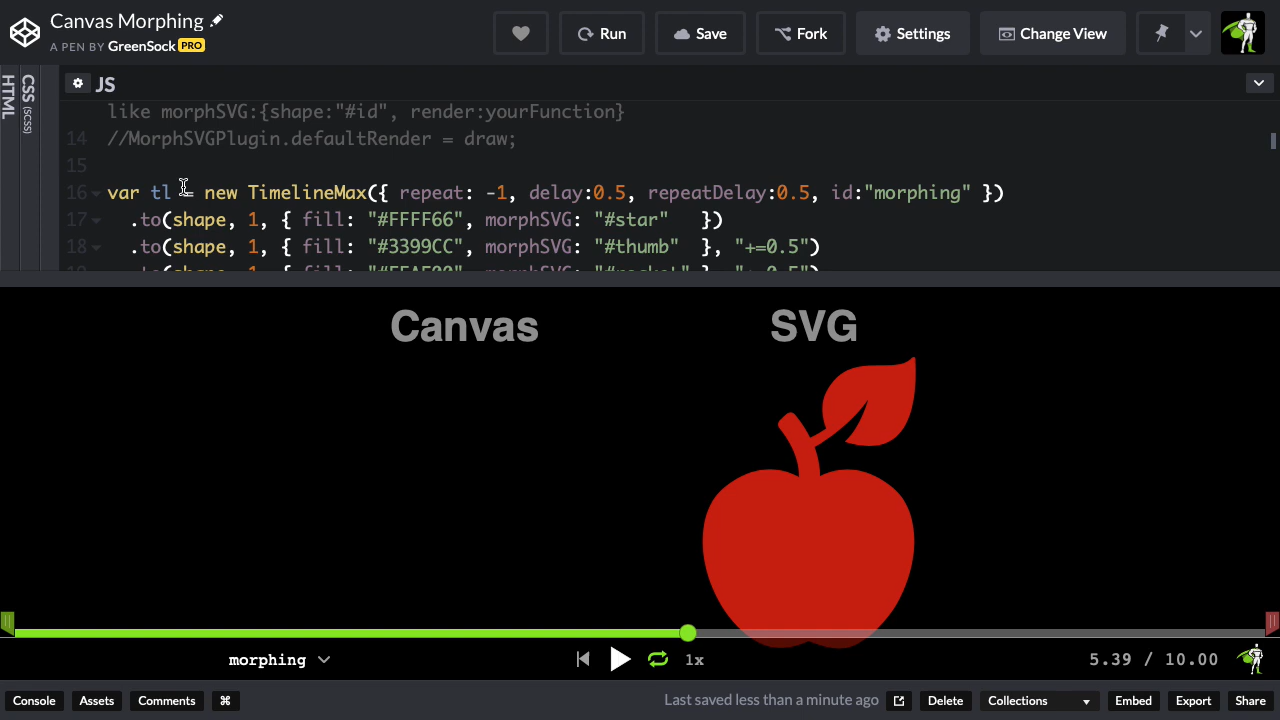 Canvas Morphing
A PEN BY GreenSock PRO
Run
Save
Fork
Settings
Change View
HTML
CSS (SCSS)
JS
like morphSVG:{shape:"#id", render:yourFunction}
14 //MorphSVGPlugin.defaultRender = draw;
15
16 var tl = new TimelineMax({ repeat: -1, delay:0.5, repeatDelay:0.5, id:"morphing" })
17 .to(shape, 1, { fill: "#FFFF66", morphSVG: "#star" })
18 .to(shape, 1, { fill: "#3399CC", morphSVG: "#thumb" }, "+=0.5")
Canvas
SVG
morphing
1x
5.39 / 10.00
Console
Assets
Comments
⌘
Last saved less than a minute ago
Delete
Collections
Embed
Export
Share